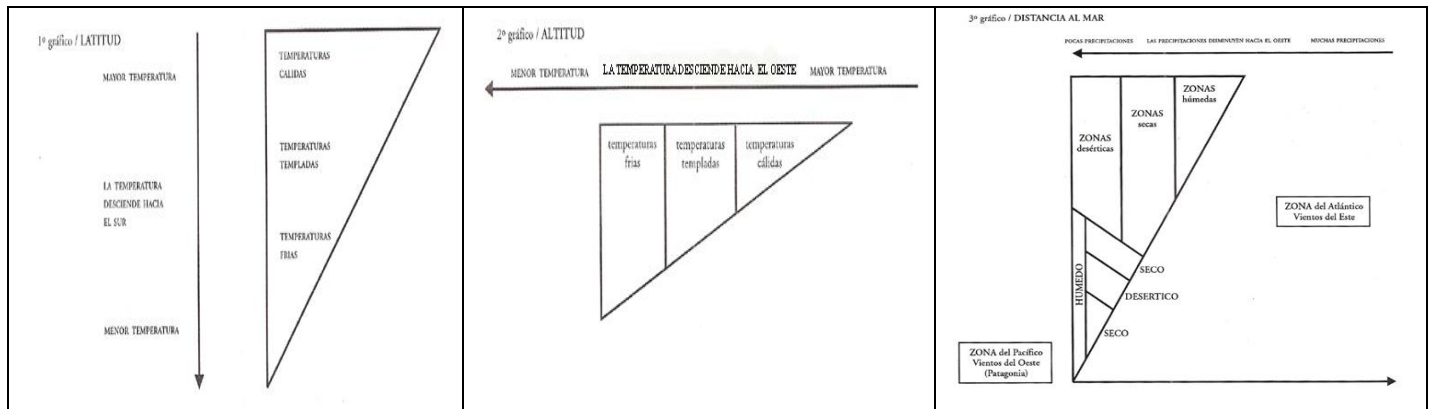 1º gráfico / LATITUD
MAYOR TEMPERATURA
LA TEMPERATURA
DESCIENDE HACIA
EL SUR
MENOR TEMPERATURA
TEMPERATURAS
CALIDAS
TEMPERATURAS
TEMPLADAS
TEMPERATURAS
FRIAS
2º gráfico / ALTITUD
MENOR TEMPERATURA LA TEMPERATURA DESCIENDE HACIA EL OESTE MAYOR TEMPERATURA
temperaturas
frías
temperaturas
templadas
temperaturas
cálidas
3º gráfico / DISTANCIA AL MAR
POCAS PRECIPITACIONES LAS PRECIPITACIONES DISMINUYEN HACIA EL OESTE MUCHAS PRECIPITACIONES
ZONAS
desérticas
ZONAS
secas
ZONAS
húmedas
ZONA del Atlántico
Vientos del Este
HUMEDO
SECO
DESERTICO
SECO
ZONA del Pacífico
Vientos del Oeste
(Patagonia)